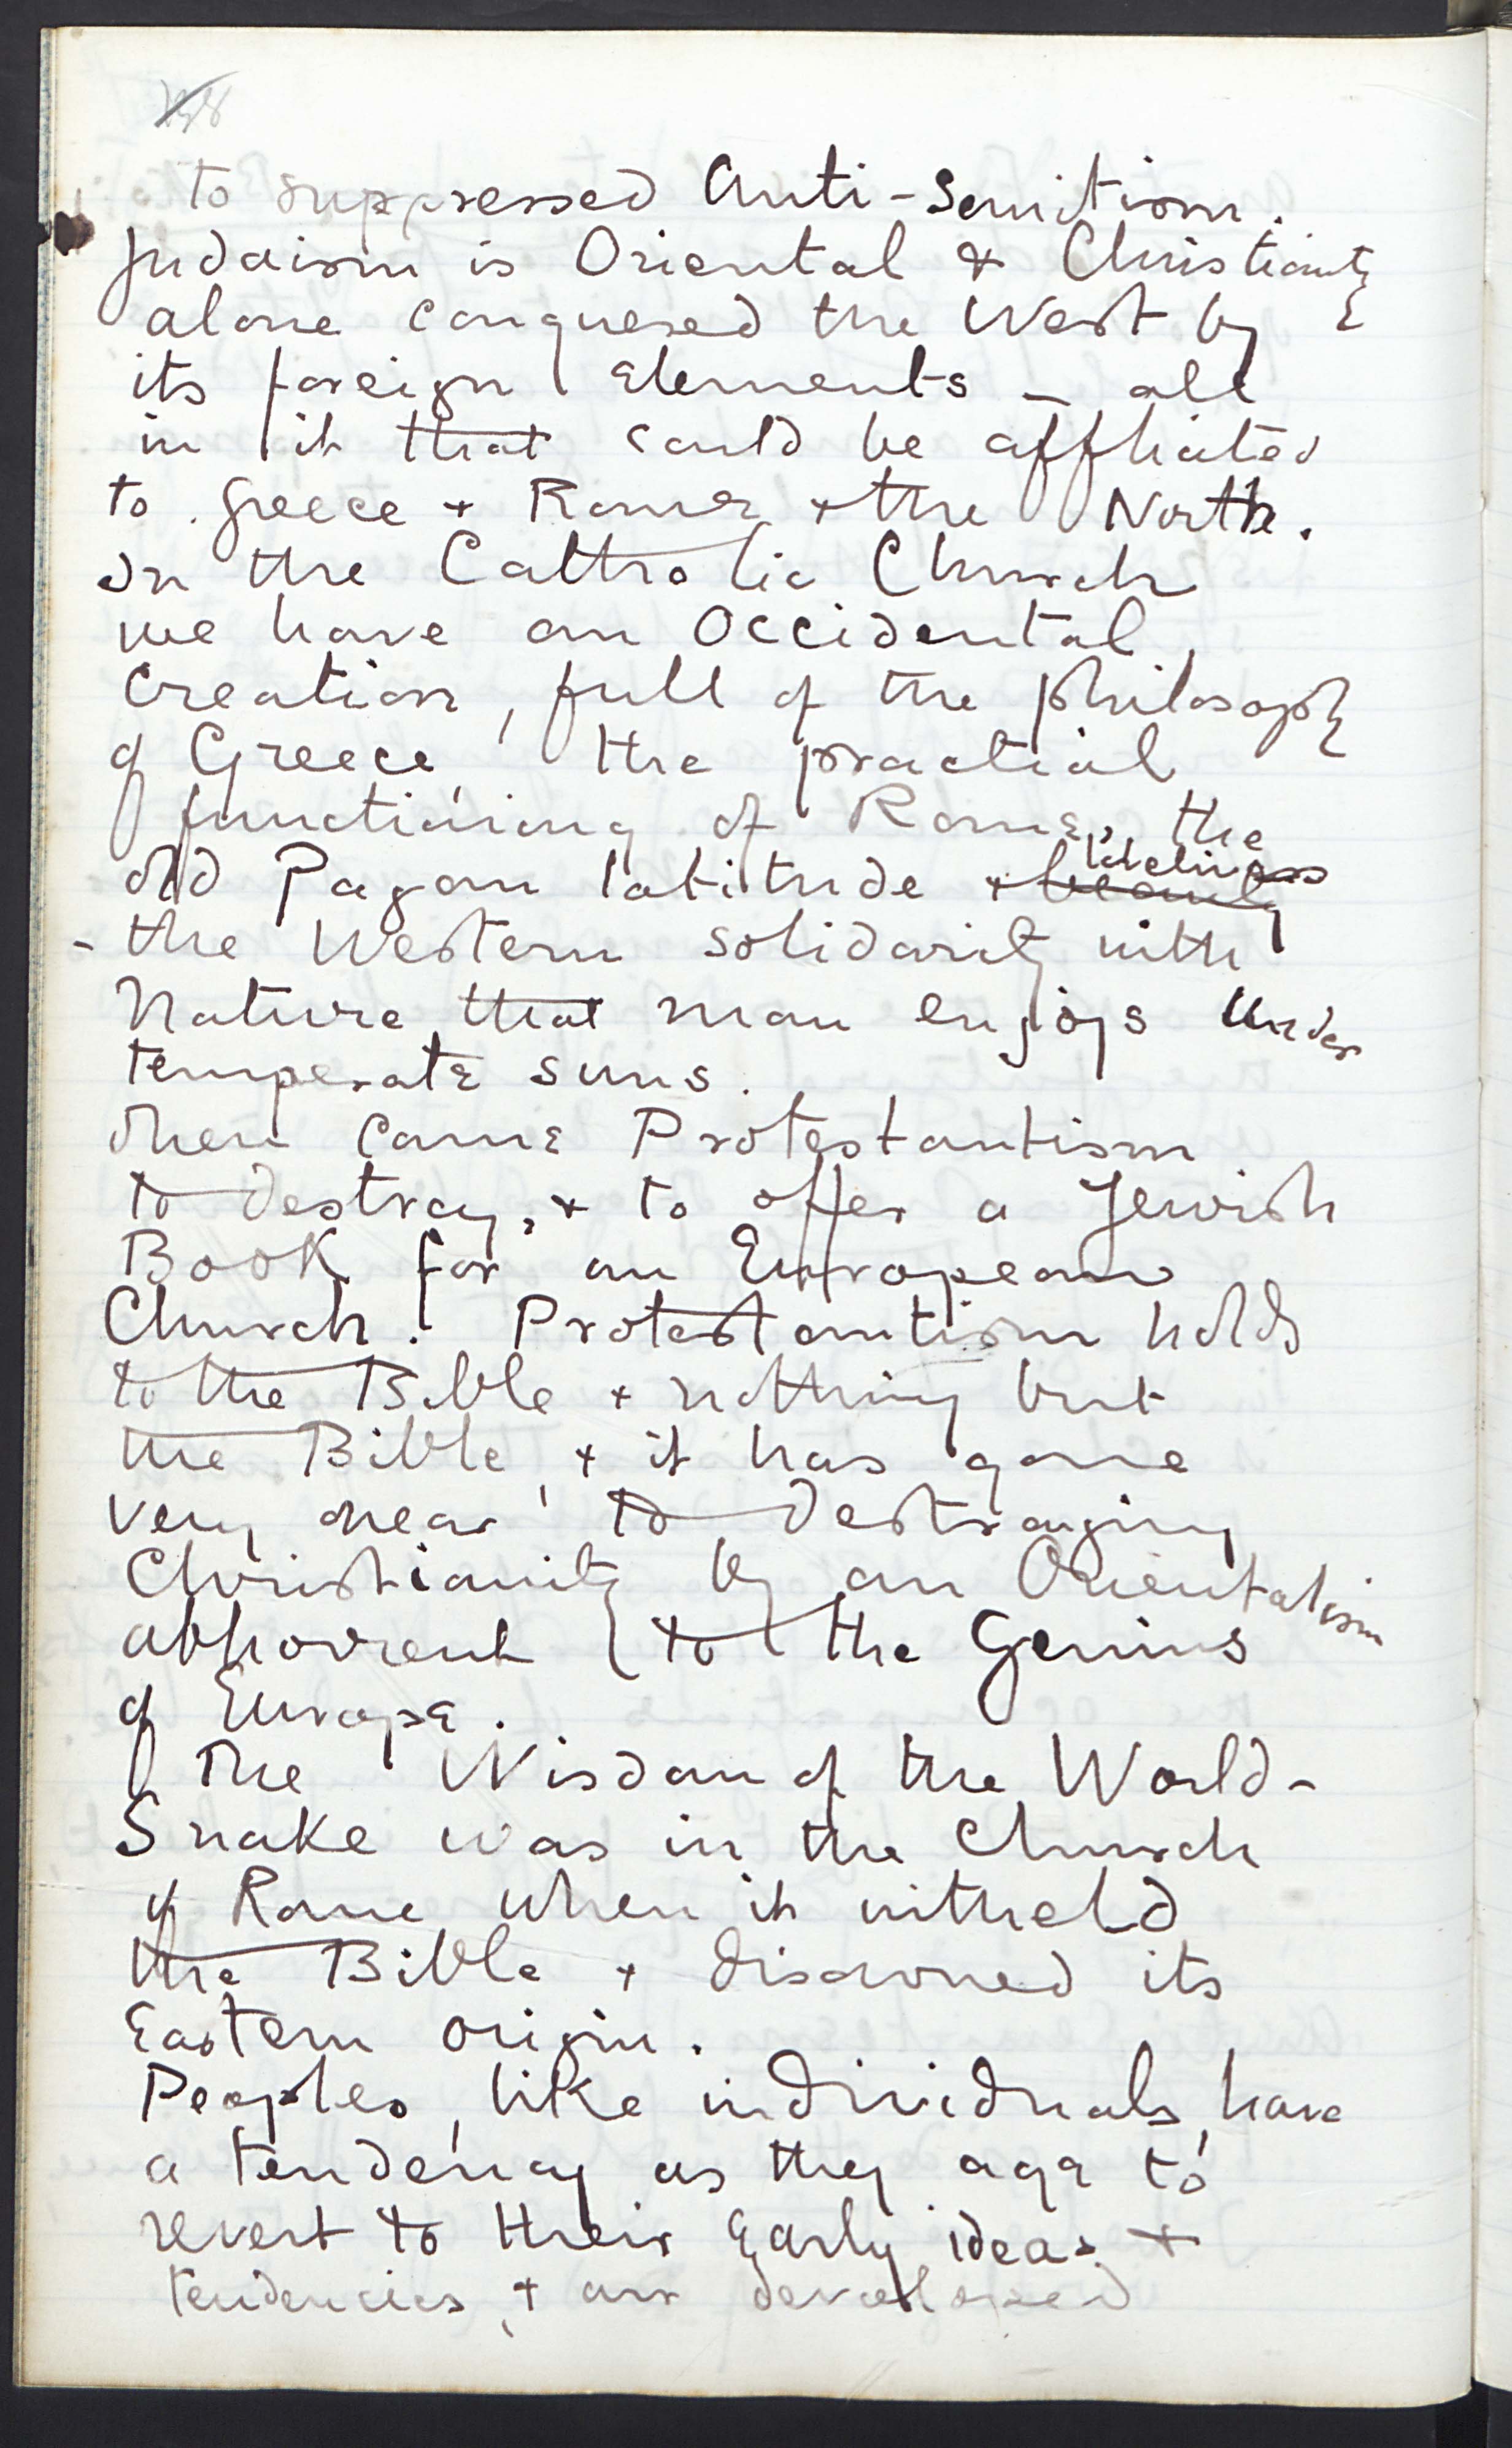 to suppressed Anti-Semitism.
Judaism is Oriental & Christianity
alone conquered the West by
its foreign Elements - all
in it that could be affiliated
to Greece + Rome + the North.
In the Catholic Church
we have an Occidental
Creation, full of the philosophy
of Greece, the practical
functioning of Rome, the
old Pagan latitude +
the Western solidarity with
Nature that man enjoys under
temperate suns.
Then came Protestantism
to destroy, + to offer a Jewish
Book for an European
Church. Protestantism holds
to the Bible + nothing but
the Bible, + it has gone
very near to destroying
Christianity by an Orientalism
abhorrent to the Genius
of Europe.
The Wisdom of the World-
Snake was in the Church
of Rome when it witheld
the Bible + disowned its
Eastern origin.
Peoples, like individuals, have
a tendency as they age to
revert to their Early ideas +
tendencies, + our developed